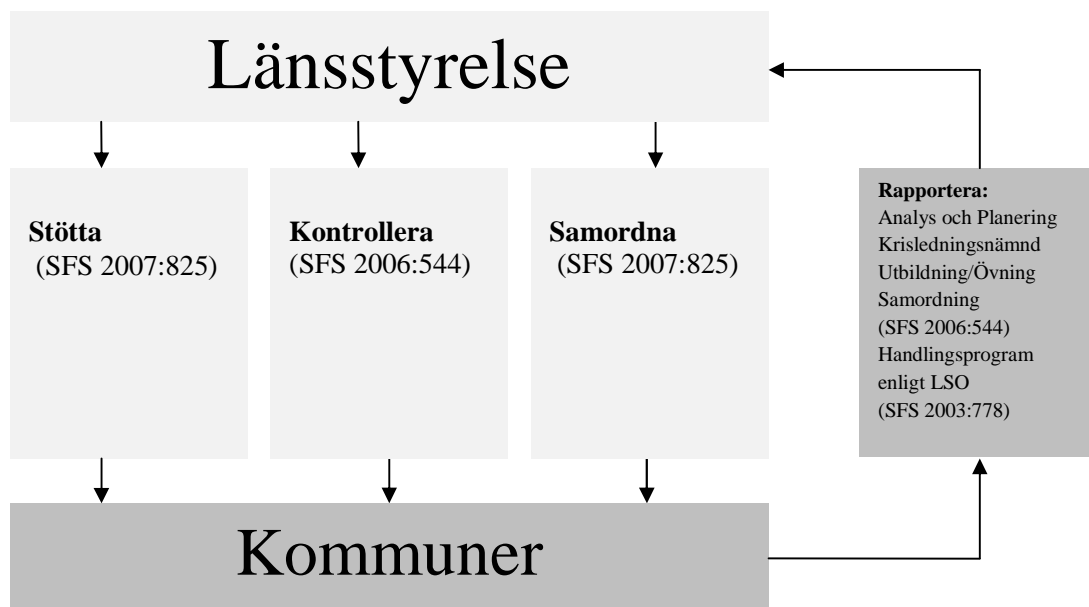 Länsstyrelse
Stötta
(SFS 2007:825)
Kontrollera
(SFS 2006:544)
Samordna
(SFS 2007:825)
Rapportera:
Analys och Planering
Krisledningsnämnd
Utbildning/Övning
Samordning
(SFS 2006:544)
Handlingsprogram
enligt LSO
(SFS 2003:778)
Kommuner